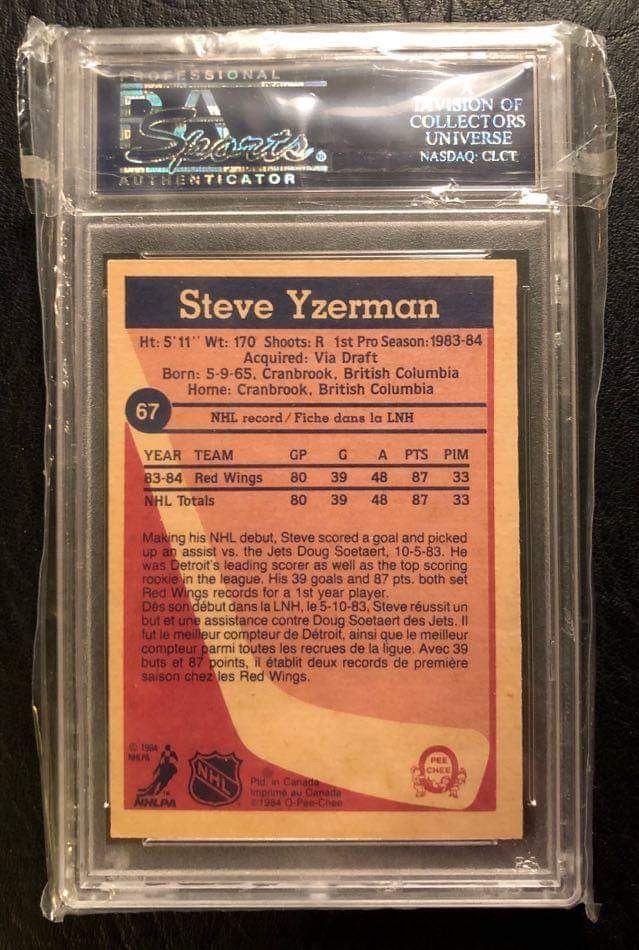 PROFESSIONAL
PSA
Sports®
AUTHENTICATOR
A
DIVISION OF
COLLECTORS
UNIVERSE
NASDAQ: CLCT
Steve Yzerman
Ht: 5'11" Wt: 170 Shoots: R 1st Pro Season: 1983-84
Acquired: Via Draft
Born: 5-9-65, Cranbrook, British Columbia
Home: Cranbrook, British Columbia
67
NHL record / Fiche dans la LNH
YEAR TEAM GP G A PTS PIM
83-84 Red Wings 80 39 48 87 33
NHL Totals 80 39 48 87 33
Making his NHL debut, Steve scored a goal and picked
up an assist vs. the Jets Doug Soetaert, 10-5-83. He
was Detroit's leading scorer as well as the top scoring
rookie in the league. His 39 goals and 87 pts. both set
Red Wings records for a 1st year player.
Dès son début dans la LNH, le 5-10-83, Steve réussit un
but et une assistance contre Doug Soetaert des Jets. Il
fut le meilleur compteur de Détroit, ainsi que le meilleur
compteur parmi toutes les recrues de la ligue. Avec 39
buts et 87 points, il établit deux records de première
saison chez les Red Wings.
© 1984
NHLPA
NHLPA
NHL
Ptd. in Canada
Imprimé au Canada
©1984 O-Pee-Chee
PEE
CHEE
PSA